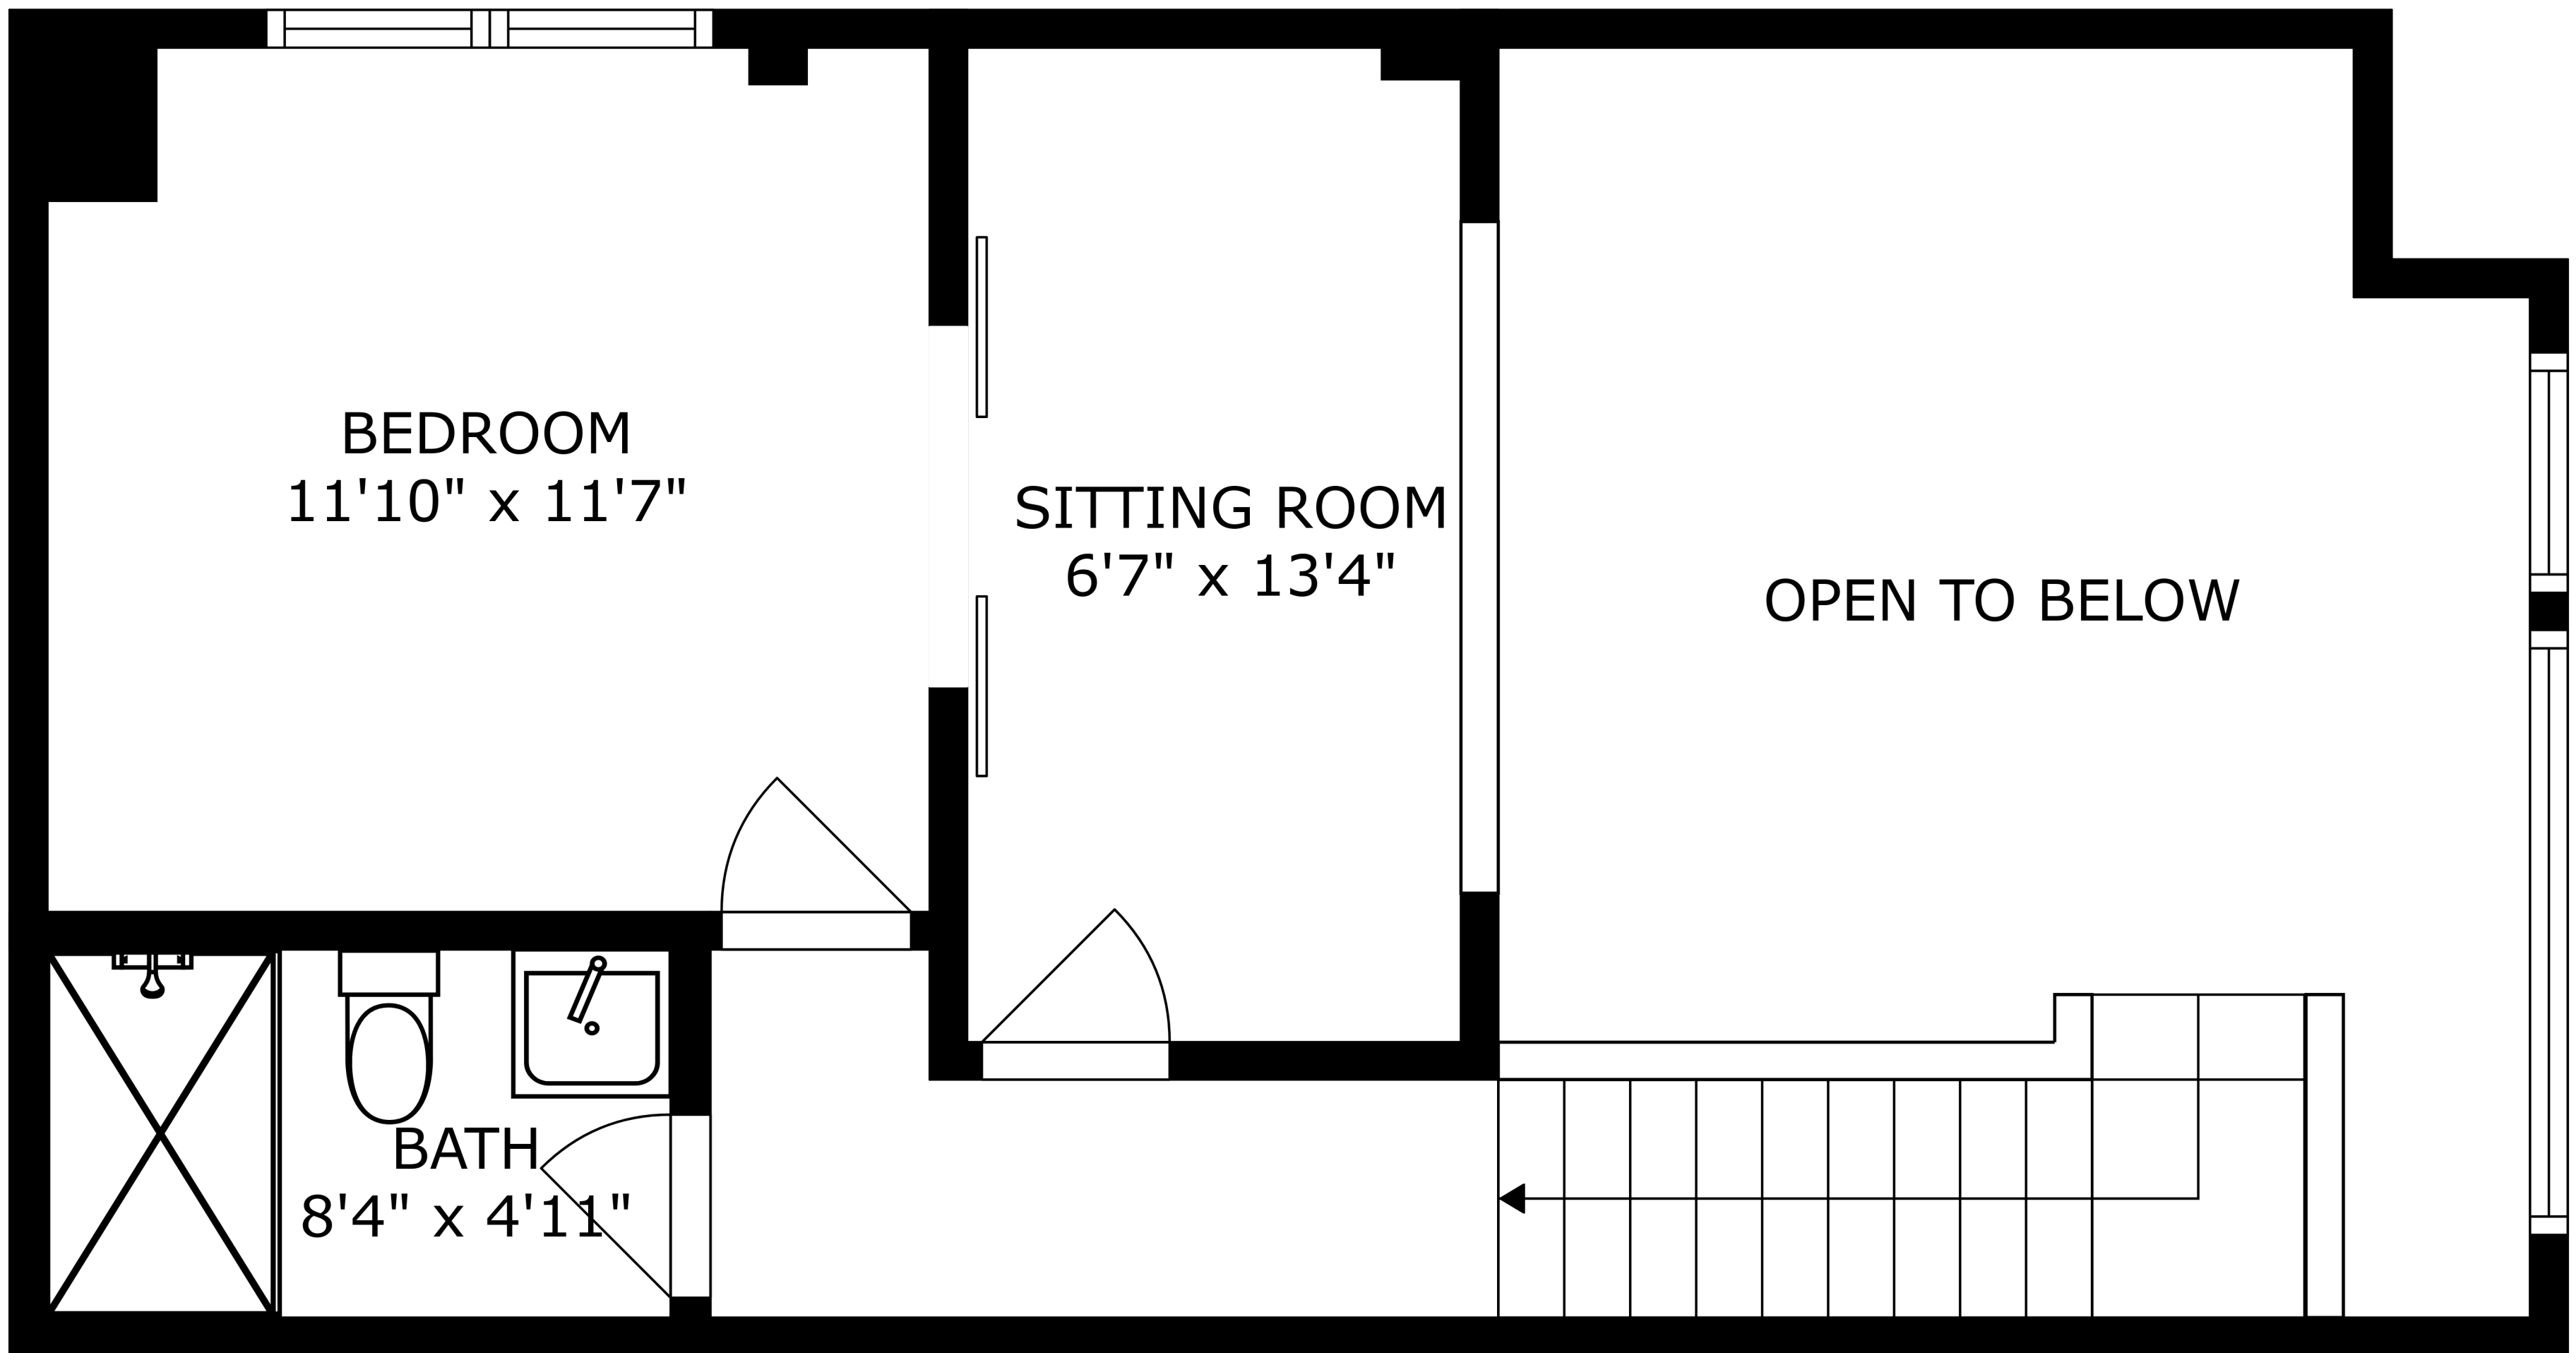 BEDROOM
11'10" x 11'7"
SITTING ROOM
6'7" x 13'4"
OPEN TO BELOW
BATH
8'4" x 4'11"